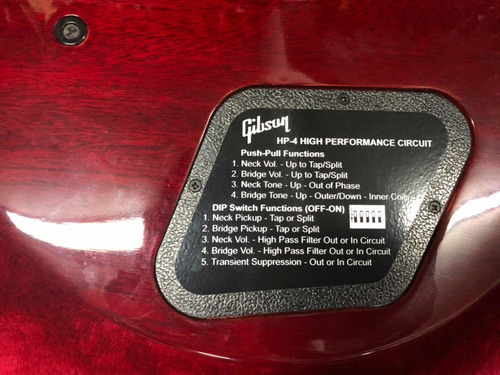 Gibson
HP-4 HIGH PERFORMANCE CIRCUIT
Push-Pull Functions
1. Neck Vol. - Up to Tap/Split
2. Bridge Vol. - Up to Tap/Split
3. Neck Tone - Up - Out of Phase
4. Bridge Tone - Up - Outer/Down - Inner Coil
DIP Switch Functions (OFF-ON)
1. Neck Pickup - Tap or Split
2. Bridge Pickup - Tap or Split
3. Neck Vol. - High Pass Filter Out or In Circuit
4. Bridge Vol. - High Pass Filter Out or In Circuit
5. Transient Suppression - Out or In Circuit